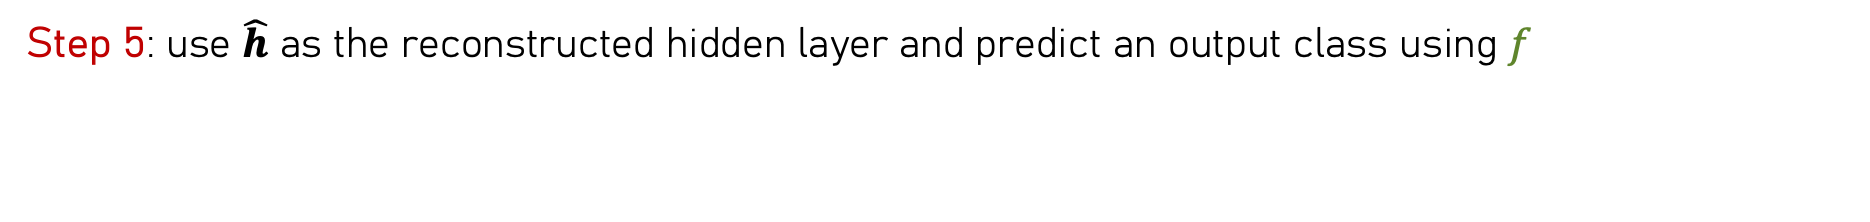 Step 5: use ĥ as the reconstructed hidden layer and predict an output class using f